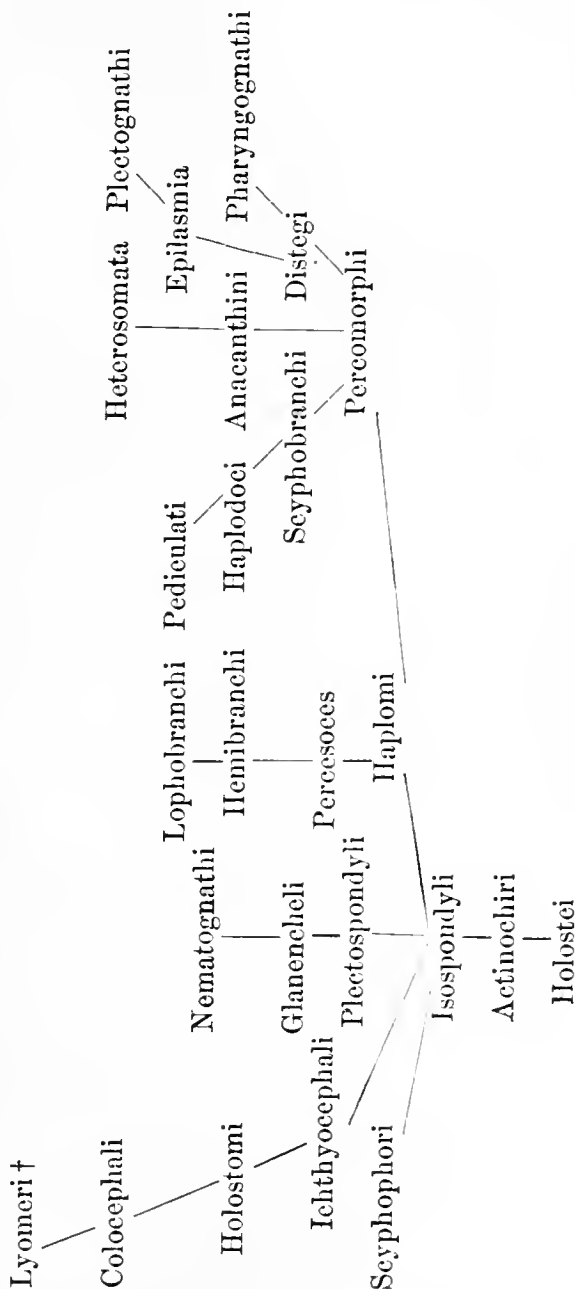 Lyomeri †
Colocephali
Heterosomata Plectognathi
Lophobranchi Pediculati Epilasmia
Nematognathi
Holostomi Hemibranchi Haplodoci Anacanthini Pharyngognathi
Glanencheli Scyphobranchi Distegi
Ichthyocephali Percesoces
Plectospondyli Percomorphi
Scyphophori Haplomi
Isospondyli
Actinochiri
Holostei